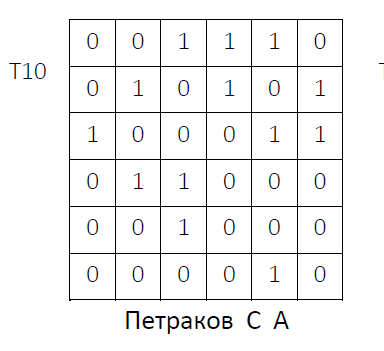 T10
0 0 1 1 1 0
0 1 0 1 0 1
1 0 0 0 1 1
0 1 1 0 0 0
0 0 1 0 0 0
0 0 0 0 1 0
Петраков С А